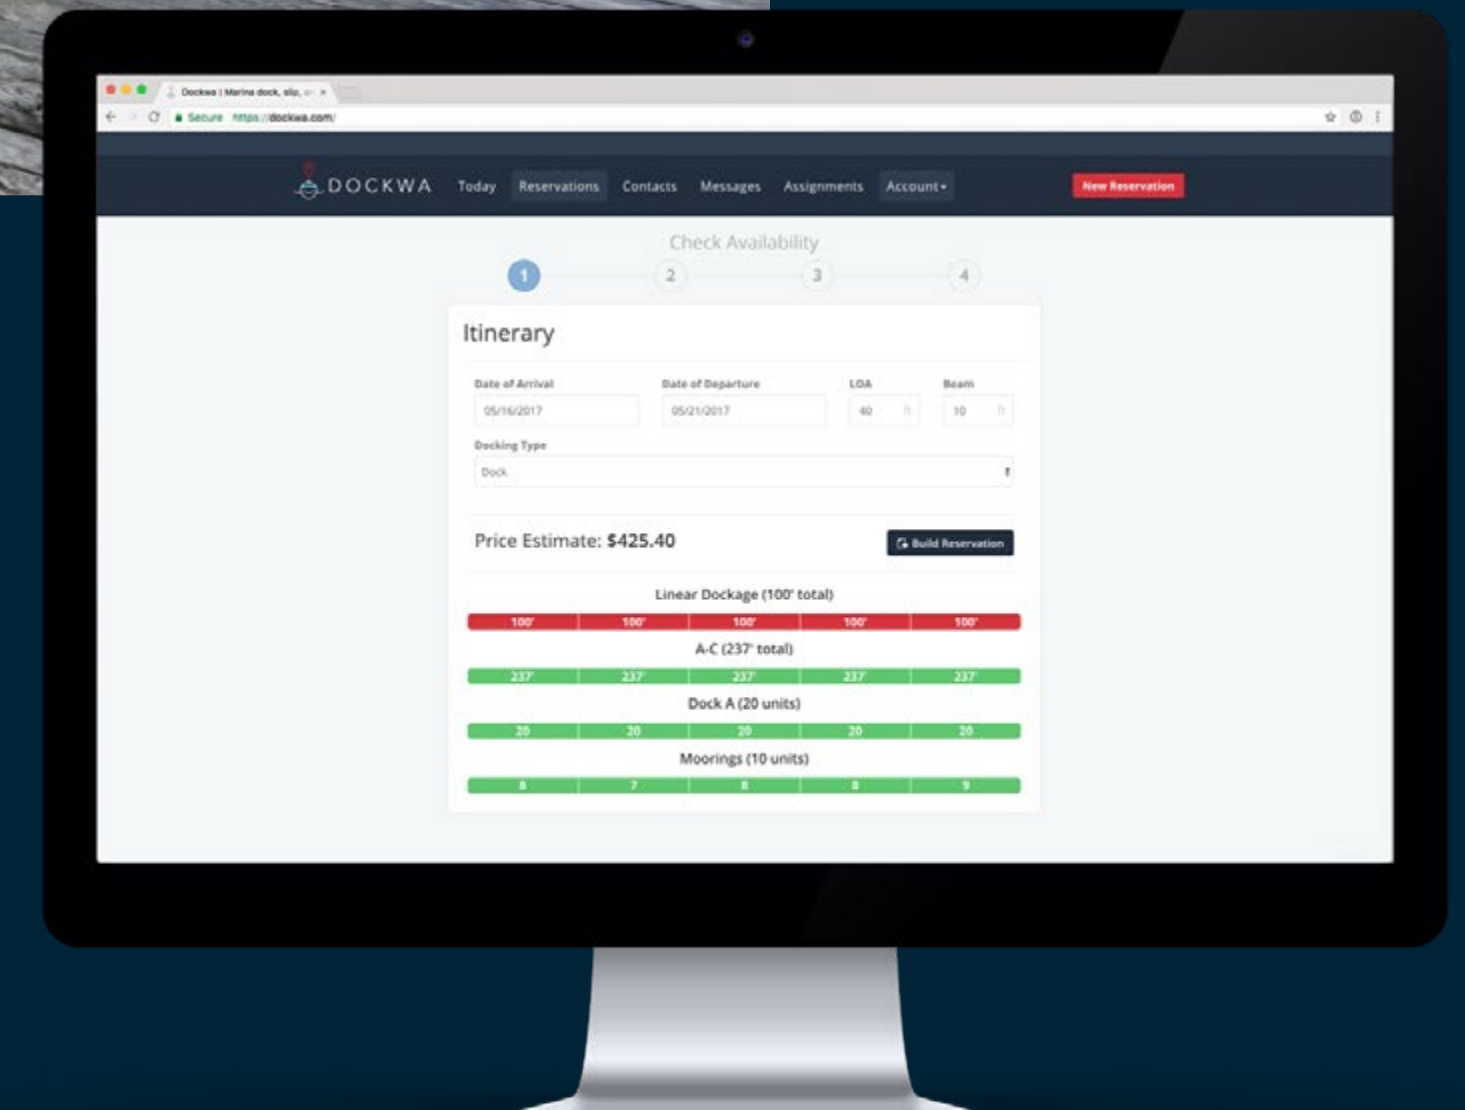 Dockwa | Marina dock, slip,
Secure https://dockwa.com/
DOCKWA Today Reservations Contacts Messages Assignments Account New Reservation
Check Availability
1 2 3 4
Itinerary
Date of Arrival Date of Departure LOA Beam
05/16/2017 05/21/2017 40 ft 10 ft
Docking Type
Dock
Price Estimate: $425.40 Build Reservation
Linear Dockage (100' total)
100' 100' 100' 100' 100'
A-C (237' total)
237' 237' 237' 237' 237'
Dock A (20 units)
20 20 20 20 20
Moorings (10 units)
8 7 8 8 9